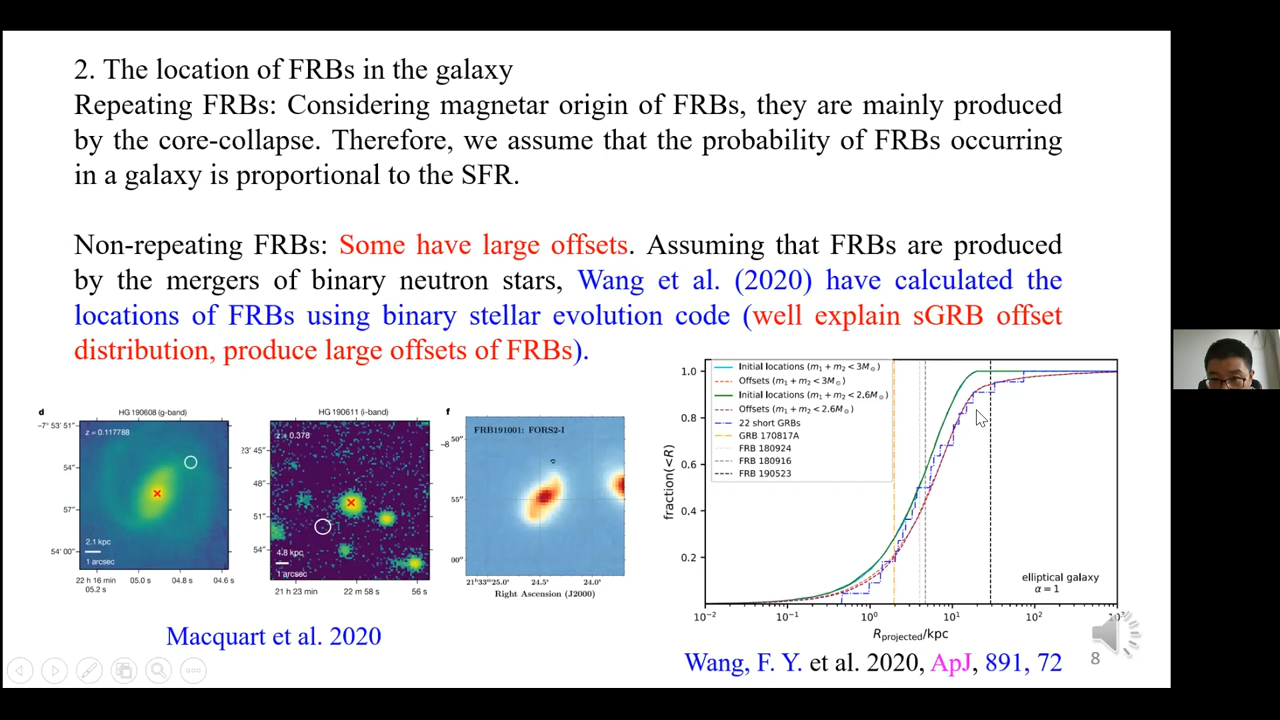 2. The location of FRBs in the galaxy
Repeating FRBs: Considering magnetar origin of FRBs, they are mainly produced
by the core-collapse. Therefore, we assume that the probability of FRBs occurring
in a galaxy is proportional to the SFR.
Non-repeating FRBs: Some have large offsets. Assuming that FRBs are produced
by the mergers of binary neutron stars, Wang et al. (2020) have calculated the
locations of FRBs using binary stellar evolution code (well explain sGRB offset
distribution, produce large offsets of FRBs).
d
HG 190608 (g-band)
-7° 53' 51"
z = 0.117788
54"
57"
54' 00"
2.1 kpc
1 arcsec
22 h 16 min
05.2 s
05.0 s
04.8 s
04.6 s
HG 190611 (i-band)
z = 0.378
23' 45"
48"
51"
54"
4.8 kpc
1 arcsec
21 h 23 min
22 m 58 s
56 s
f
FRB191001: FORS2-I
50"
55"
00"
21ʰ33ᵐ25.0ˢ
24.5ˢ
24.0ˢ
Right Ascension (J2000)
Macquart et al. 2020
Initial locations (m₁ + m₂ < 3M☉)
Offsets (m₁ + m₂ < 3M☉)
Initial locations (m₁ + m₂ < 2.6M☉)
Offsets (m₁ + m₂ < 2.6M☉)
22 short GRBs
GRB 170817A
FRB 180924
FRB 180916
FRB 190523
1.0
0.8
0.6
0.4
0.2
fraction(<R)
elliptical galaxy
α = 1
10⁻²
10⁻¹
10⁰
10¹
10²
R projected/kpc
Wang, F. Y. et al. 2020, ApJ, 891, 72
8